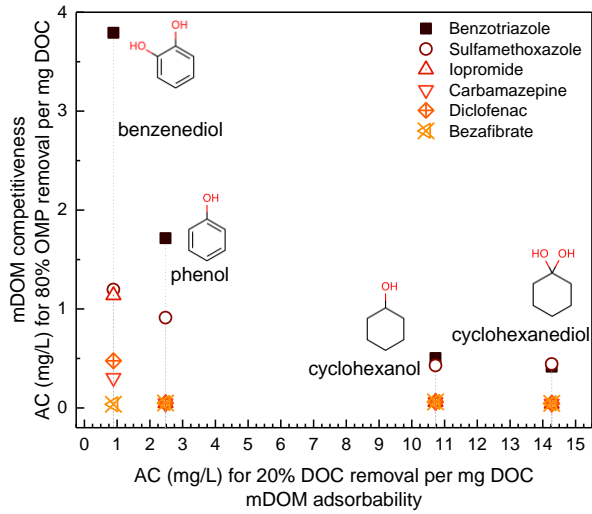 mDOM competitiveness
AC (mg/L) for 80% OMP removal per mg DOC
4
3
2
1
0
HO
OH
benzenediol
OH
phenol
OH
cyclohexanol
HO OH
cyclohexanediol
Benzotriazole
Sulfamethoxazole
Iopromide
Carbamazepine
Diclofenac
Bezafibrate
0 1 2 3 4 5 6 7 8 9 10 11 12 13 14 15
AC (mg/L) for 20% DOC removal per mg DOC
mDOM adsorbability